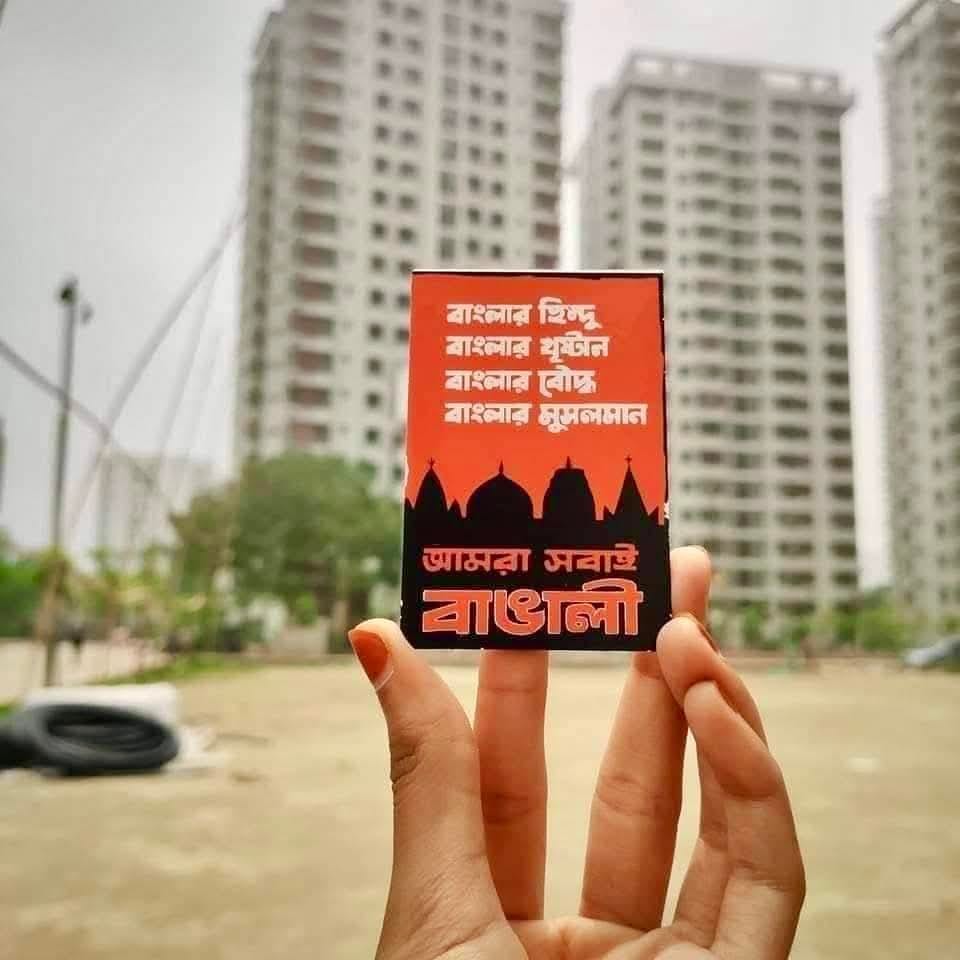 বাংলার হিন্দু
বাংলার খৃষ্টান
বাংলার বৌদ্ধ
বাংলার মুসলমান
আমরা সবাই
বাঙালী